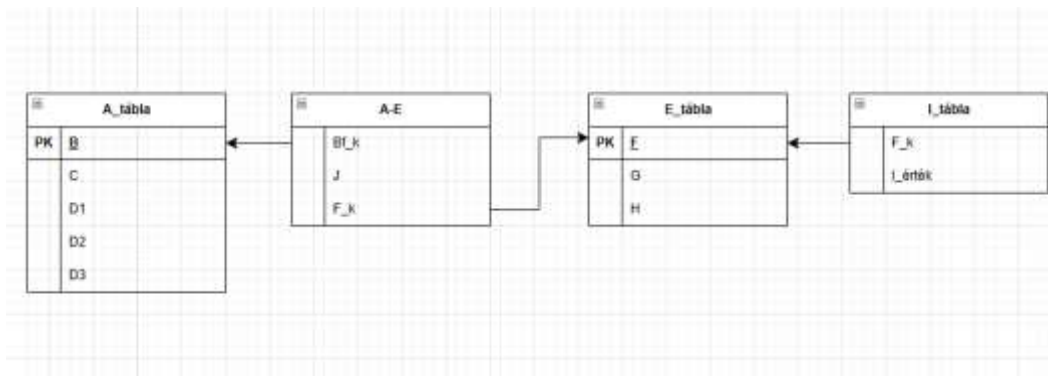 A_tábla
PK B
C
D1
D2
D3
A-E
Bf_k
J
F_k
E_tábla
PK F
G
H
I_tábla
F_k
I_érték